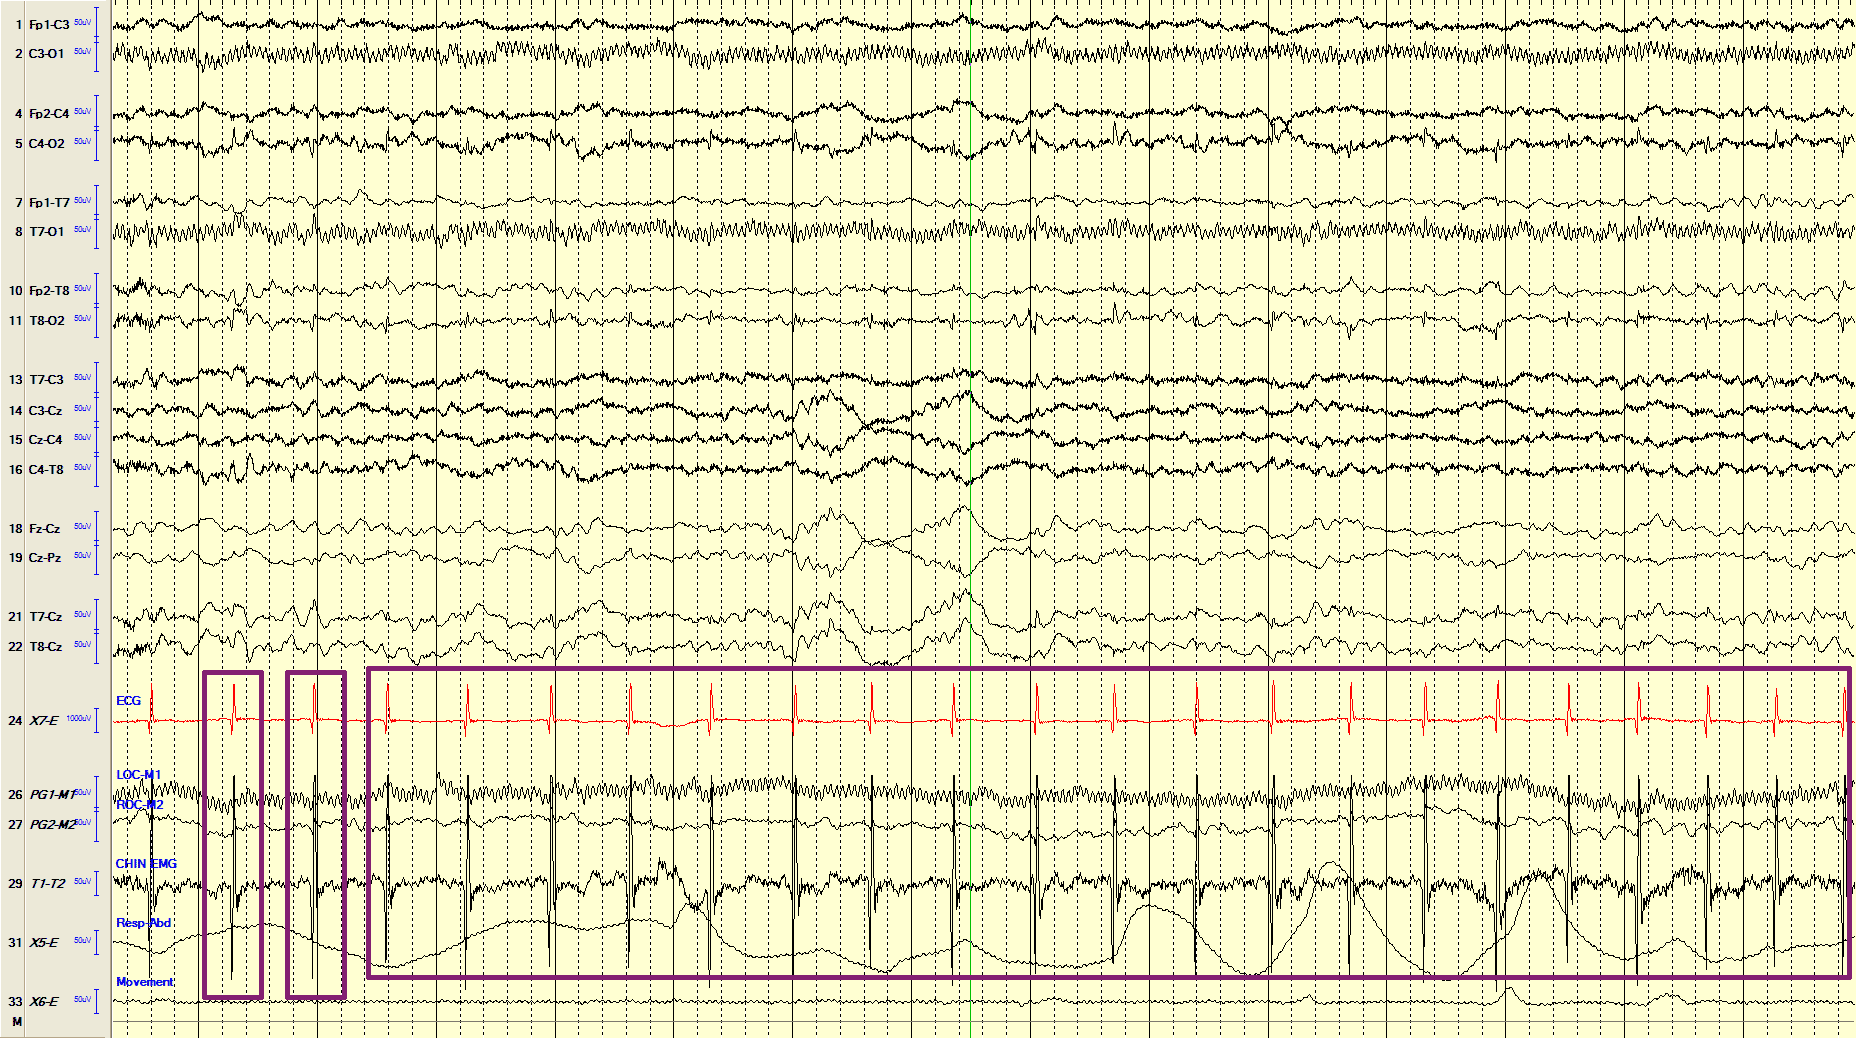 1 Fp1-C3 50uV
2 C3-O1 50uV
4 Fp2-C4 50uV
5 C4-O2 50uV
7 Fp1-T7 50uV
8 T7-O1 50uV
10 Fp2-T8 50uV
11 T8-O2 50uV
13 T7-C3 50uV
14 C3-Cz 50uV
15 Cz-C4 50uV
16 C4-T8 50uV
18 Fz-Cz 50uV
19 Cz-Pz 50uV
21 T7-Cz 50uV
22 T8-Cz 50uV
ECG
24 X7-E 1000uV
LOC-M1
26 PG1-M1 50uV
ROC-M2
27 PG2-M2 50uV
CHIN EMG
29 T1-T2 50uV
Resp-Abd
31 X5-E 50uV
Movement
33 X6-E 50uV
M